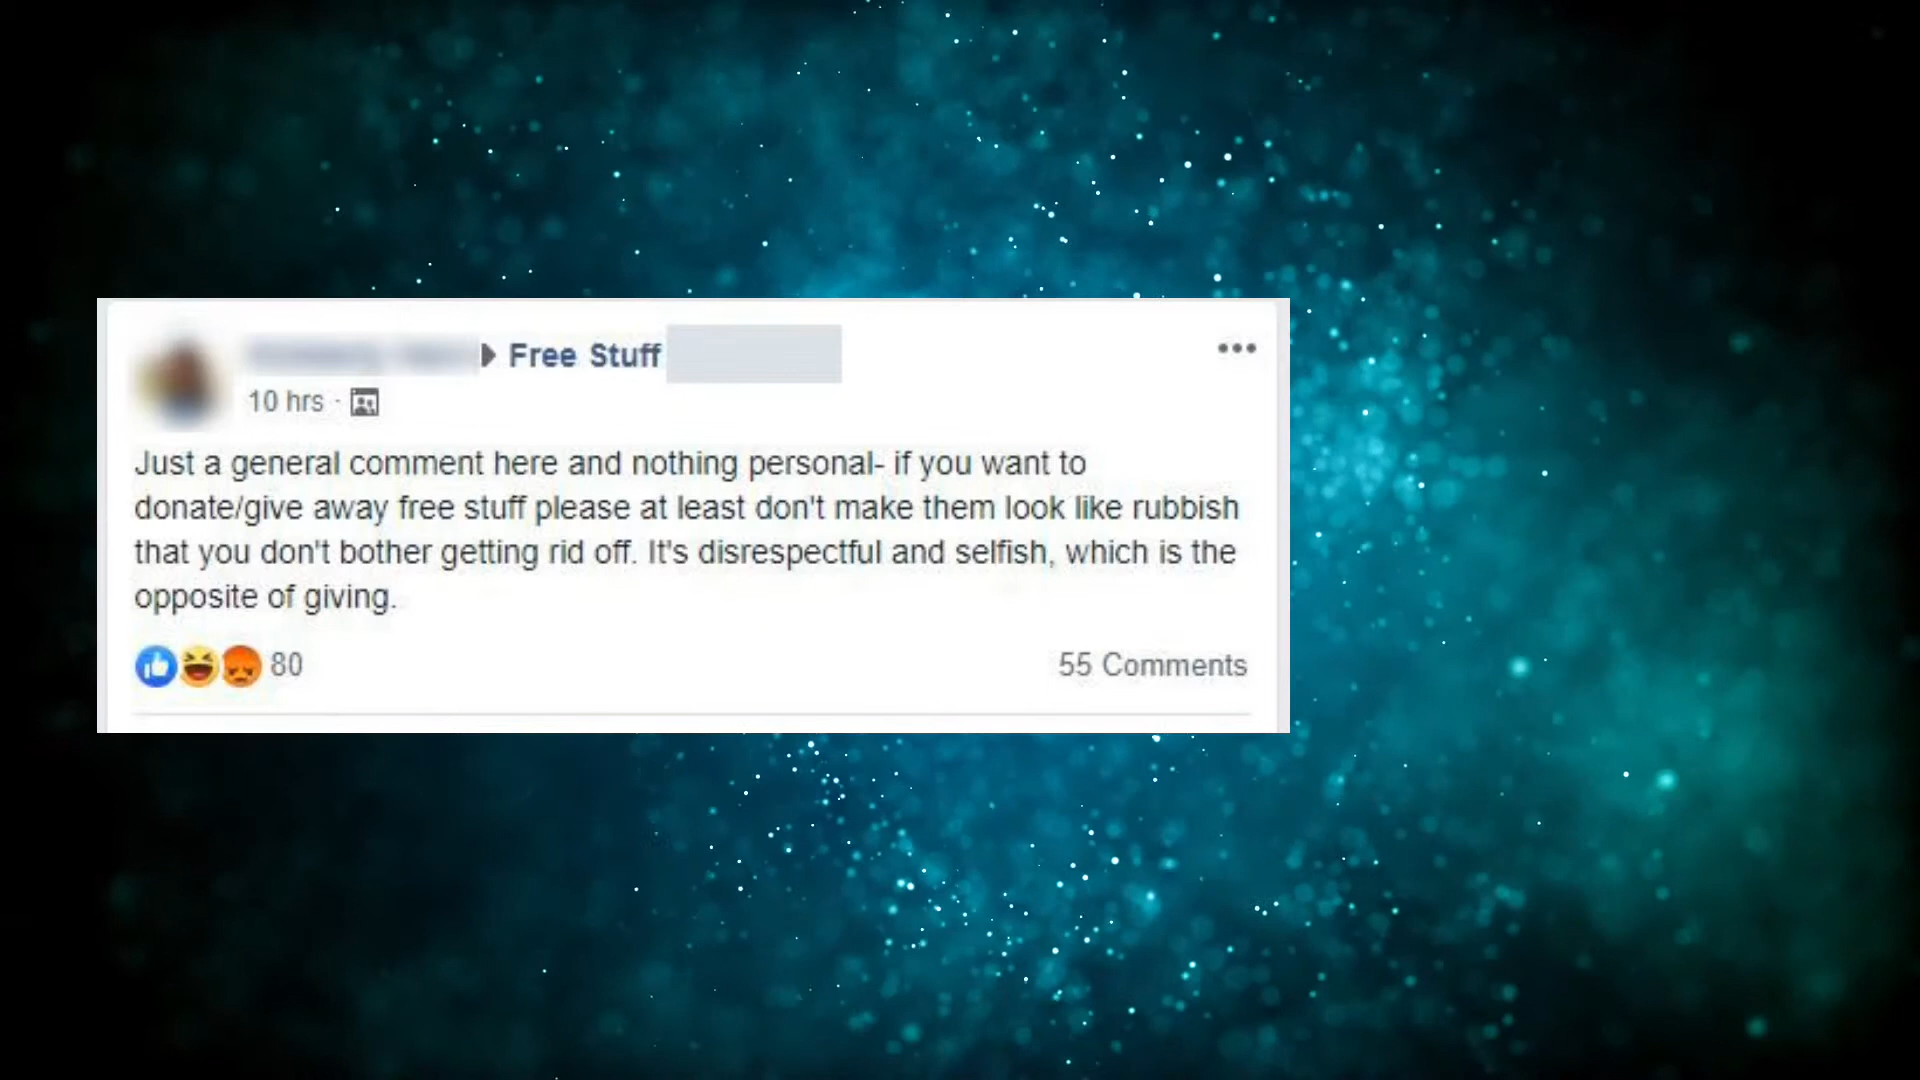 Free Stuff
10 hrs ·
Just a general comment here and nothing personal- if you want to
donate/give away free stuff please at least don't make them look like rubbish
that you don't bother getting rid off. It's disrespectful and selfish, which is the
opposite of giving.
80 55 Comments